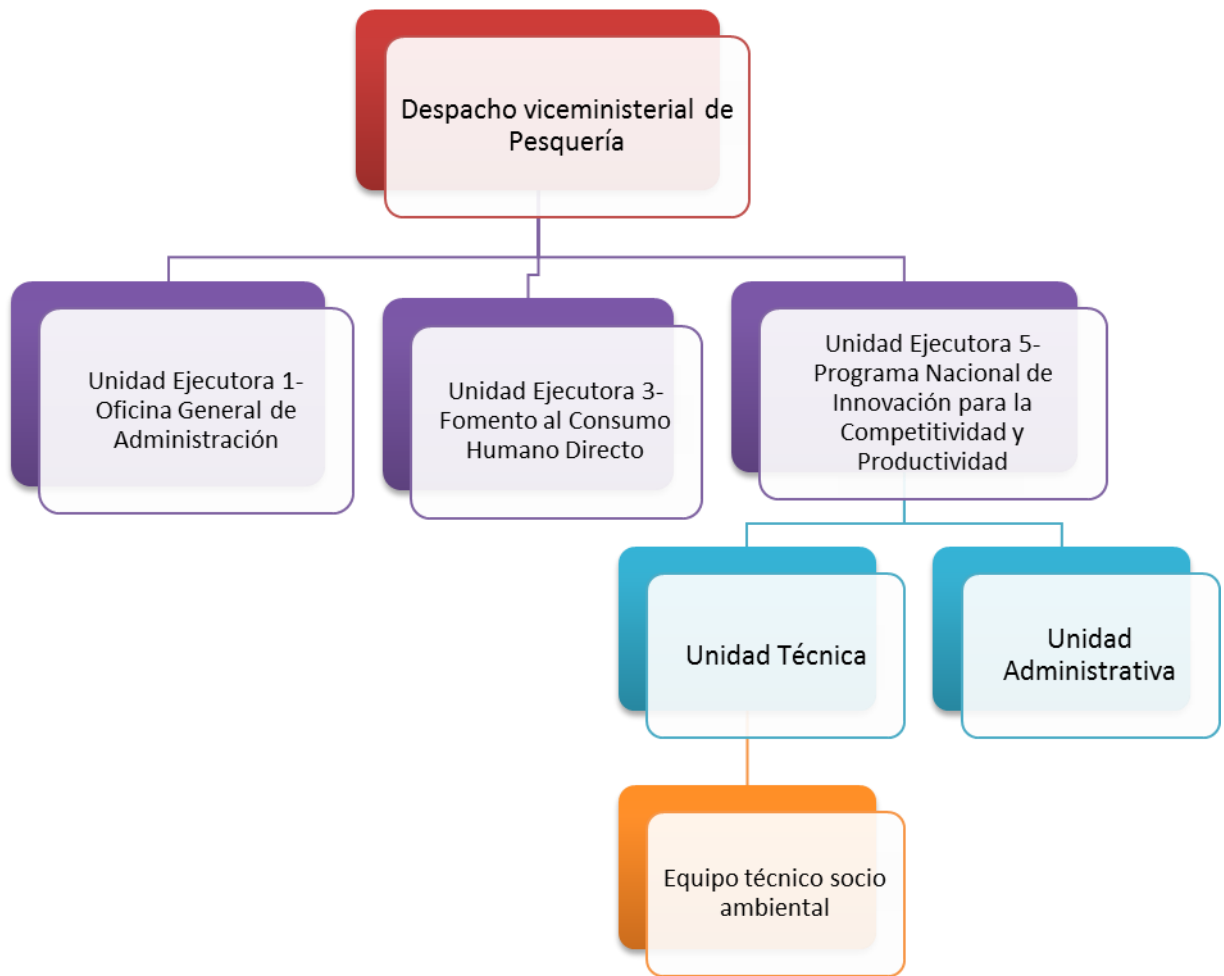 Despacho viceministerial de
Pesquería
Unidad Ejecutora 1-
Oficina General de
Administración
Unidad Ejecutora 3-
Fomento al Consumo
Humano Directo
Unidad Ejecutora 5-
Programa Nacional de
Innovación para la
Competitividad y
Productividad
Unidad Técnica
Unidad
Administrativa
Equipo técnico socio
ambiental